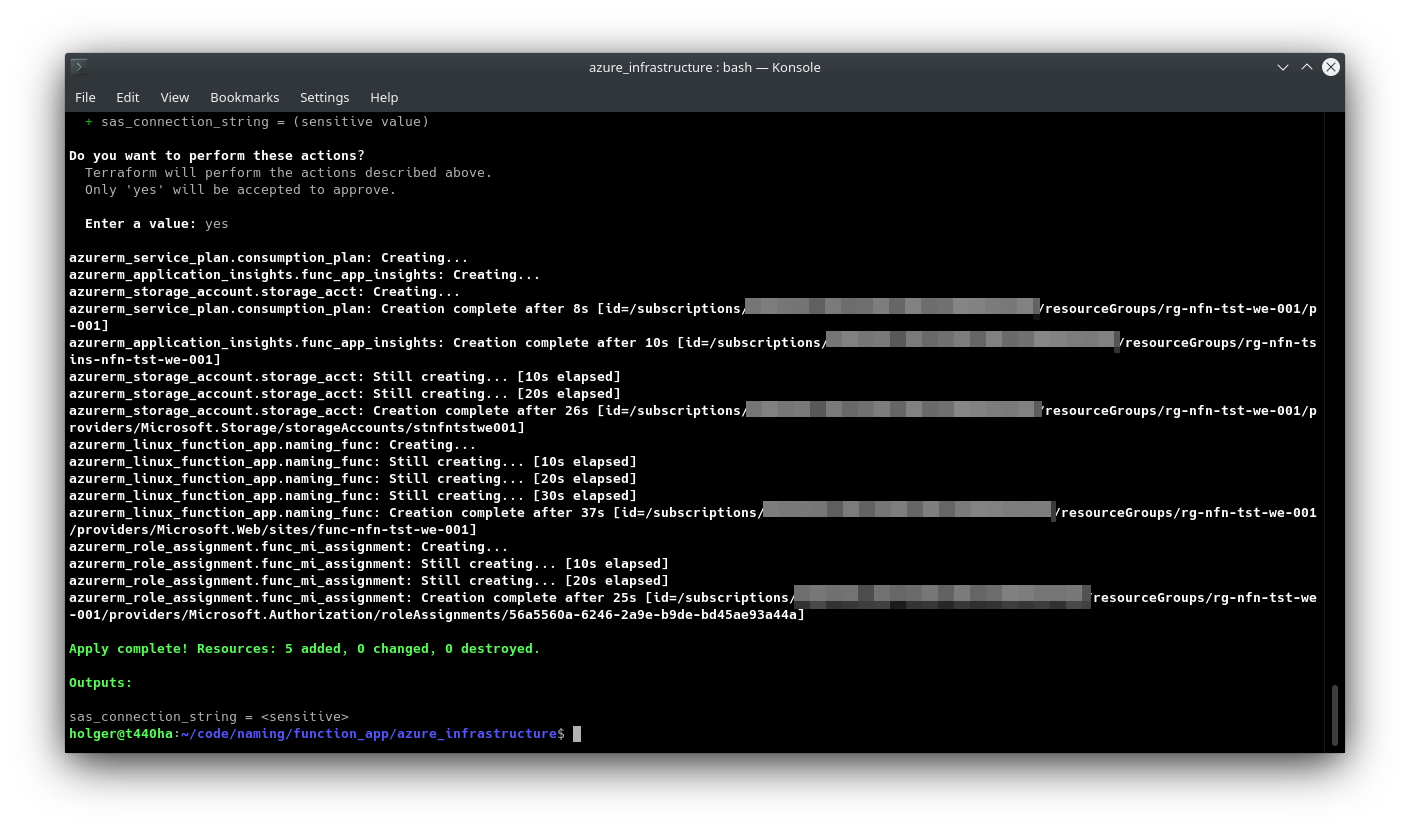 azure_infrastructure : bash — Konsole
File Edit View Bookmarks Settings Help
+ sas_connection_string = (sensitive value)
Do you want to perform these actions?
Terraform will perform the actions described above.
Only 'yes' will be accepted to approve.
Enter a value: yes
azurerm_service_plan.consumption_plan: Creating...
azurerm_application_insights.func_app_insights: Creating...
azurerm_storage_account.storage_acct: Creating...
azurerm_service_plan.consumption_plan: Creation complete after 8s [id=/subscriptions/ /resourceGroups/rg-nfn-tst-we-001/p
-001]
azurerm_application_insights.func_app_insights: Creation complete after 10s [id=/subscriptions/ /resourceGroups/rg-nfn-ts
ins-nfn-tst-we-001]
azurerm_storage_account.storage_acct: Still creating... [10s elapsed]
azurerm_storage_account.storage_acct: Still creating... [20s elapsed]
azurerm_storage_account.storage_acct: Creation complete after 26s [id=/subscriptions/ /resourceGroups/rg-nfn-tst-we-001/p
roviders/Microsoft.Storage/storageAccounts/stnfntstwe001]
azurerm_linux_function_app.naming_func: Creating...
azurerm_linux_function_app.naming_func: Still creating... [10s elapsed]
azurerm_linux_function_app.naming_func: Still creating... [20s elapsed]
azurerm_linux_function_app.naming_func: Still creating... [30s elapsed]
azurerm_linux_function_app.naming_func: Creation complete after 37s [id=/subscriptions/ /resourceGroups/rg-nfn-tst-we-001
/providers/Microsoft.Web/sites/func-nfn-tst-we-001]
azurerm_role_assignment.func_mi_assignment: Creating...
azurerm_role_assignment.func_mi_assignment: Still creating... [10s elapsed]
azurerm_role_assignment.func_mi_assignment: Still creating... [20s elapsed]
azurerm_role_assignment.func_mi_assignment: Creation complete after 25s [id=/subscriptions/ resourceGroups/rg-nfn-tst-we
-001/providers/Microsoft.Authorization/roleAssignments/56a5560a-6246-2a9e-b9de-bd45ae93a44a]
Apply complete! Resources: 5 added, 0 changed, 0 destroyed.
Outputs:
sas_connection_string = <sensitive>
holger@t440ha:~/code/naming/function_app/azure_infrastructure$